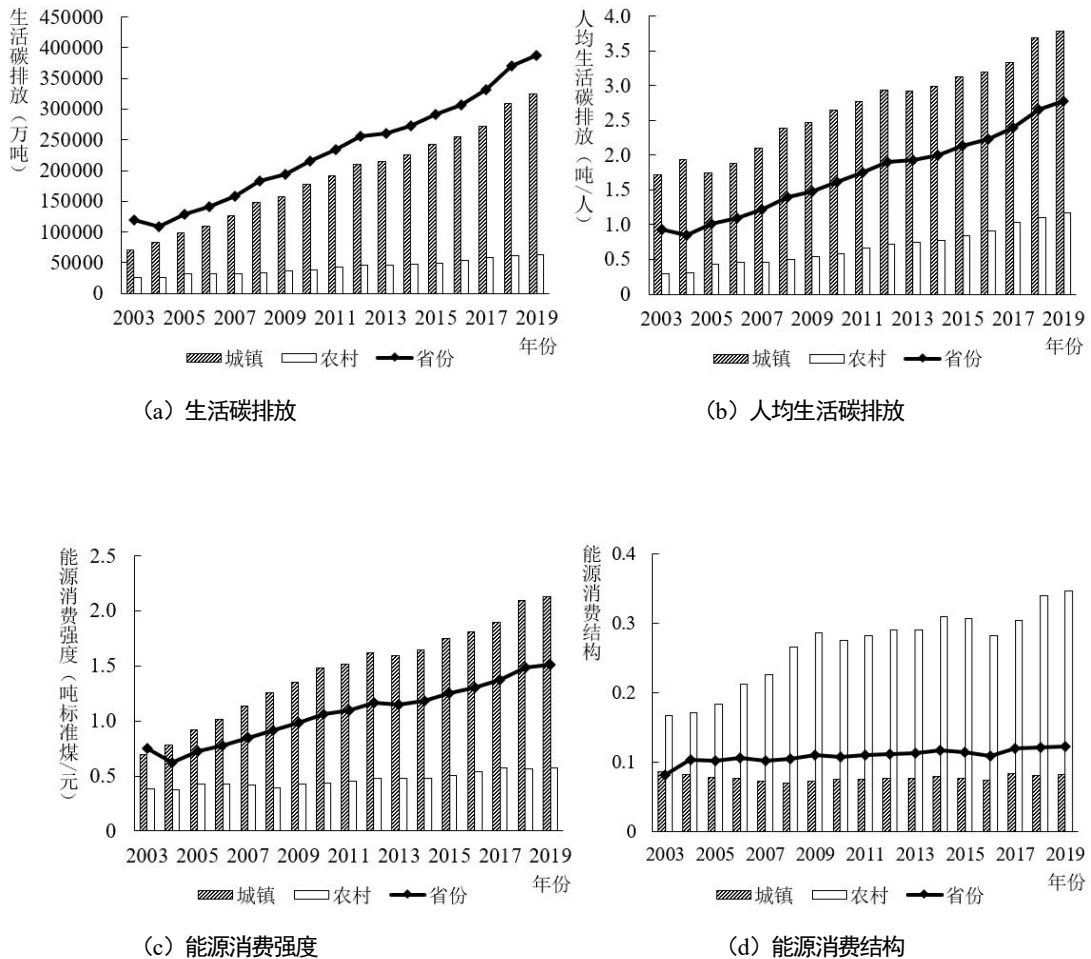 生活碳排放（万吨）
450000
400000
350000
300000
250000
200000
150000
100000
50000
0
2003 2005 2007 2009 2011 2013 2015 2017 2019
年份
城镇 农村 省份
（a）生活碳排放
人均生活碳排放（吨/人）
4.0
3.5
3.0
2.5
2.0
1.5
1.0
0.5
0
2003 2005 2007 2009 2011 2013 2015 2017 2019
年份
城镇 农村 省份
（b）人均生活碳排放
能源消费强度（吨标准煤/元）
2.5
2.0
1.5
1.0
0.5
0
2003 2005 2007 2009 2011 2013 2015 2017 2019
年份
城镇 农村 省份
（c）能源消费强度
能源消费结构
0.4
0.3
0.2
0.1
0
2003 2005 2007 2009 2011 2013 2015 2017 2019
年份
城镇 农村 省份
（d）能源消费结构